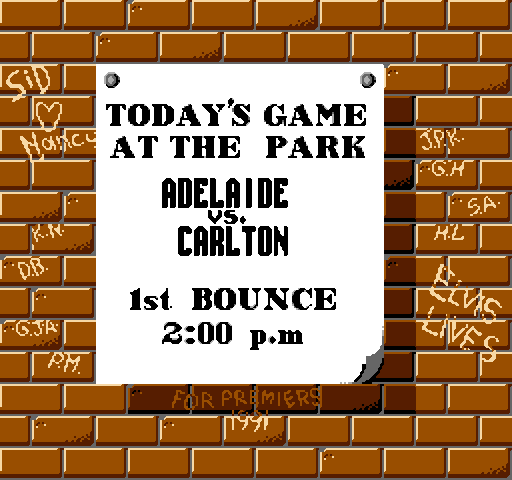 SiD
Nancy
K.N.
D.B.
G.JA
P.M.
TODAY'S GAME
AT THE PARK
ADELAIDE
VS.
CARLTON
1st BOUNCE
2:00 p.m
J.P.K.
G.H
S.A.
H.L
ELVIS
LIVES
FOR PREMIERS
1991